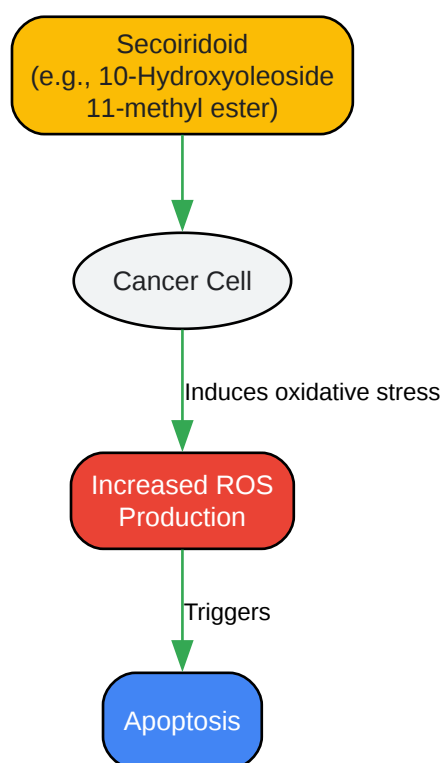 Secoiridoid
(e.g., 10-Hydroxyoleoside
11-methyl ester)
Cancer Cell
Induces oxidative stress
Increased ROS
Production
Triggers
Apoptosis